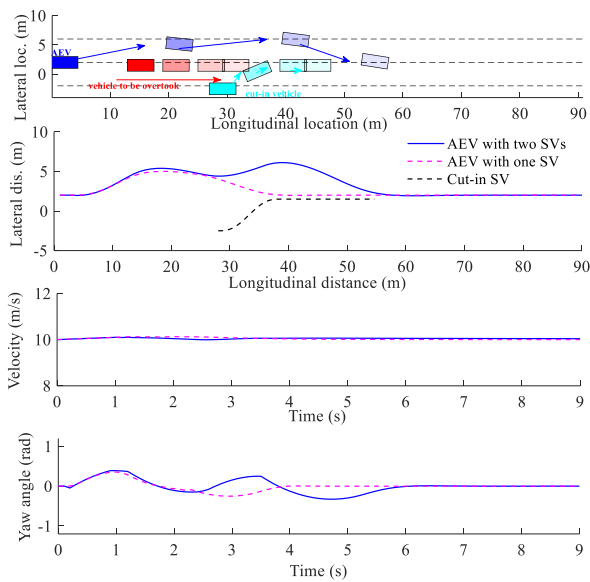 Lateral loc. (m)
10
5
0
AEV
vehicle to be overtook
cut-in vehicle
0 10 20 30 40 50 60 70 80 90
Longitudinal location (m)
Lateral dis. (m)
10
5
0
-5
AEV with two SVs
AEV with one SV
Cut-in SV
0 10 20 30 40 50 60 70 80 90
Longitudinal distance (m)
Velocity (m/s)
12
10
8
0 1 2 3 4 5 6 7 8 9
Time (s)
Yaw angle (rad)
1
0
-1
0 1 2 3 4 5 6 7 8 9
Time (s)